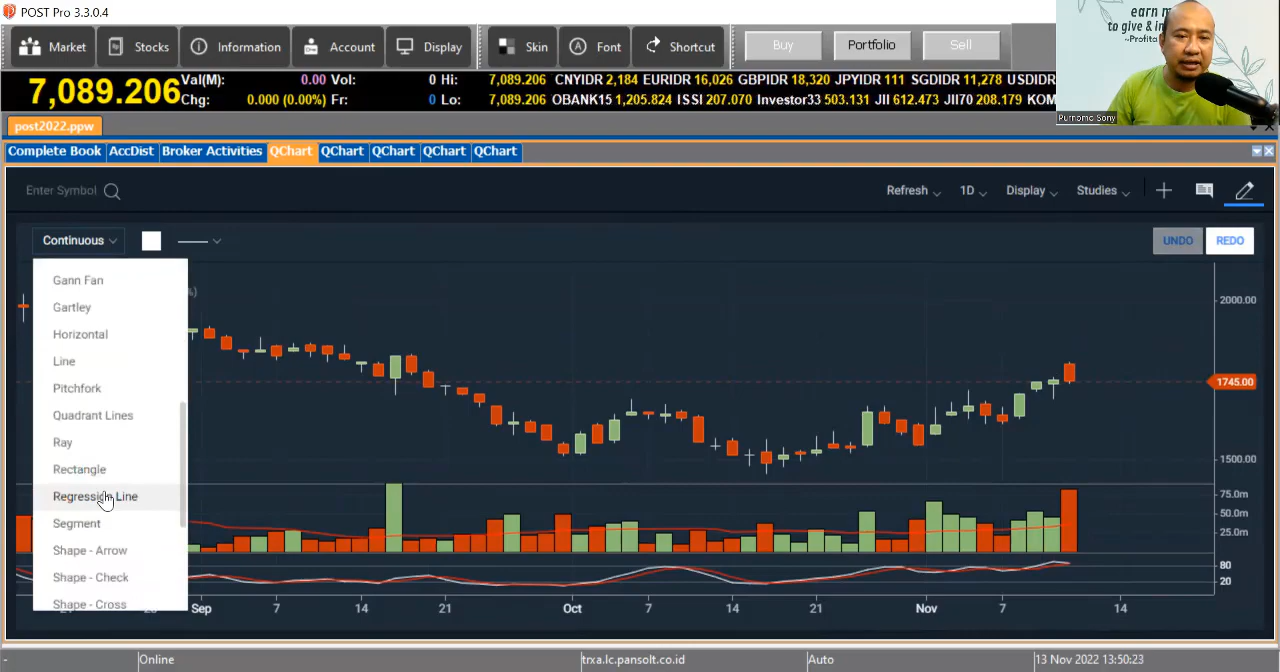 POST Pro 3.3.0.4
Market Stocks Information Account Display Skin Font Shortcut Buy Portfolio Sell
earn m
to give & in
~Profita
7,089.206 Val(M): 0.00 Vol: 0 Hi: 7,089.206 CNYIDR 2,184 EURIDR 16,026 GBPIDR 18,320 JPYIDR 111 SGDIDR 11,278 USDIDR
Chg: 0.000 (0.00%) Fr: 0 Lo: 7,089.206 OBANK15 1,205.824 ISSI 207.070 Investor33 503.131 JII 612.473 JII70 208.179 KOM
Purnomo Sony
post2022.ppw
Complete Book AccDist Broker Activities QChart QChart QChart QChart QChart
Enter Symbol Refresh 1D Display Studies
Continuous UNDO REDO
Gann Fan
%)
2000.00
Gartley
Horizontal
Line
1745.00
Pitchfork
Quadrant Lines
Ray
1500.00
Rectangle
Regression Line
75.0m
50.0m
Segment
25.0m
Shape - Arrow
80
Shape - Check
20
Shape - Cross
Sep 7 14 21 Oct 7 14 21 Nov 7 14
- Online trxa.lc.pansolt.co.id Auto 13 Nov 2022 13:50:23